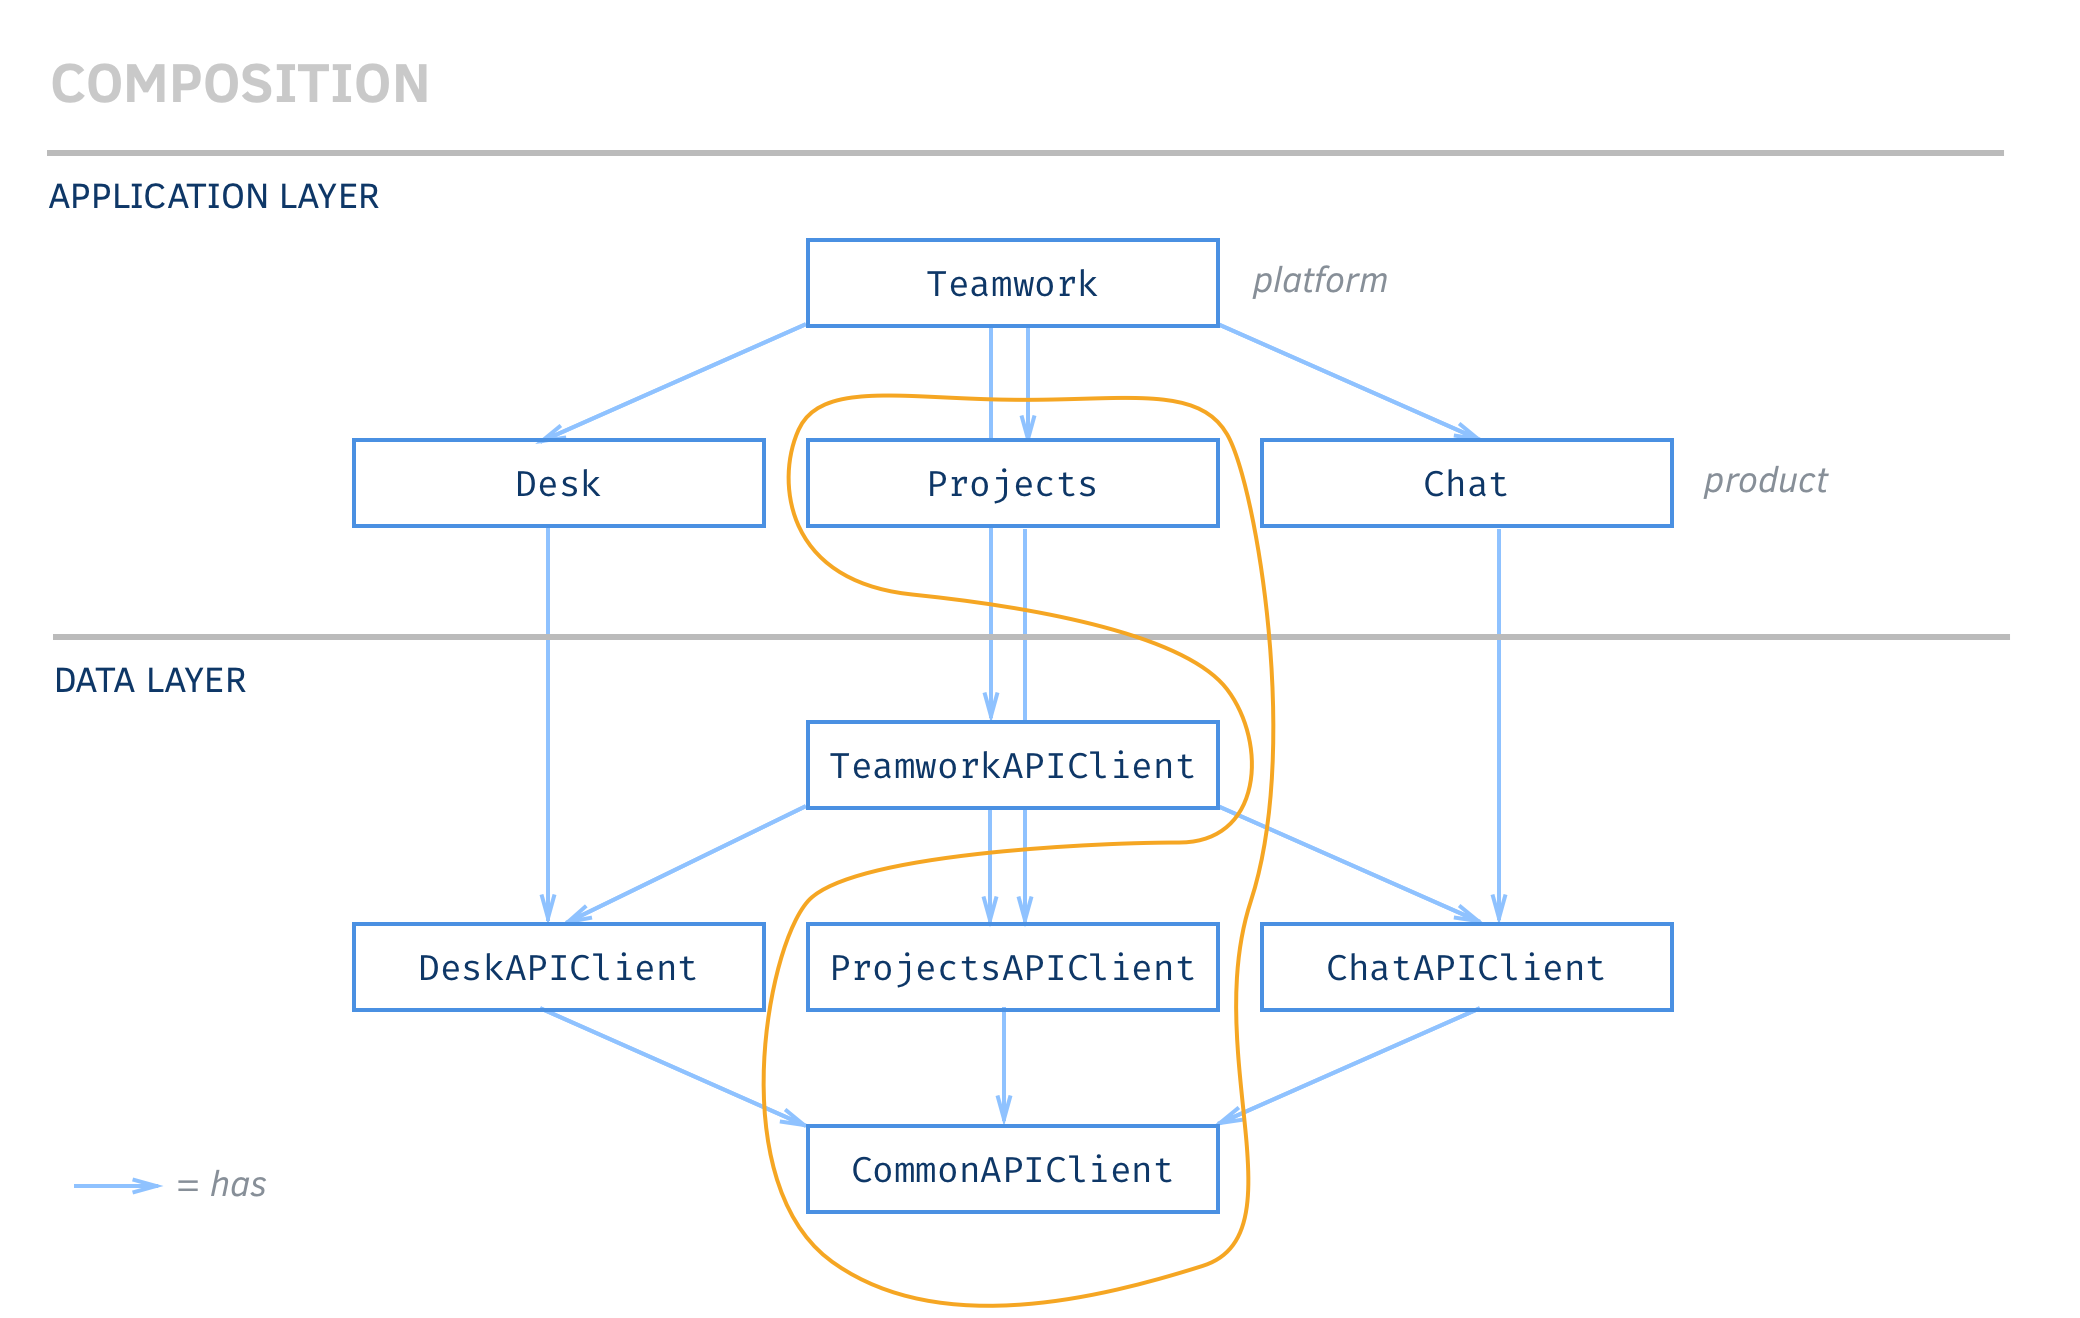 COMPOSITION
APPLICATION LAYER
Teamwork
platform
Desk
Projects
Chat
product
DATA LAYER
TeamworkAPIClient
DeskAPIClient
ProjectsAPIClient
ChatAPIClient
CommonAPIClient
= has